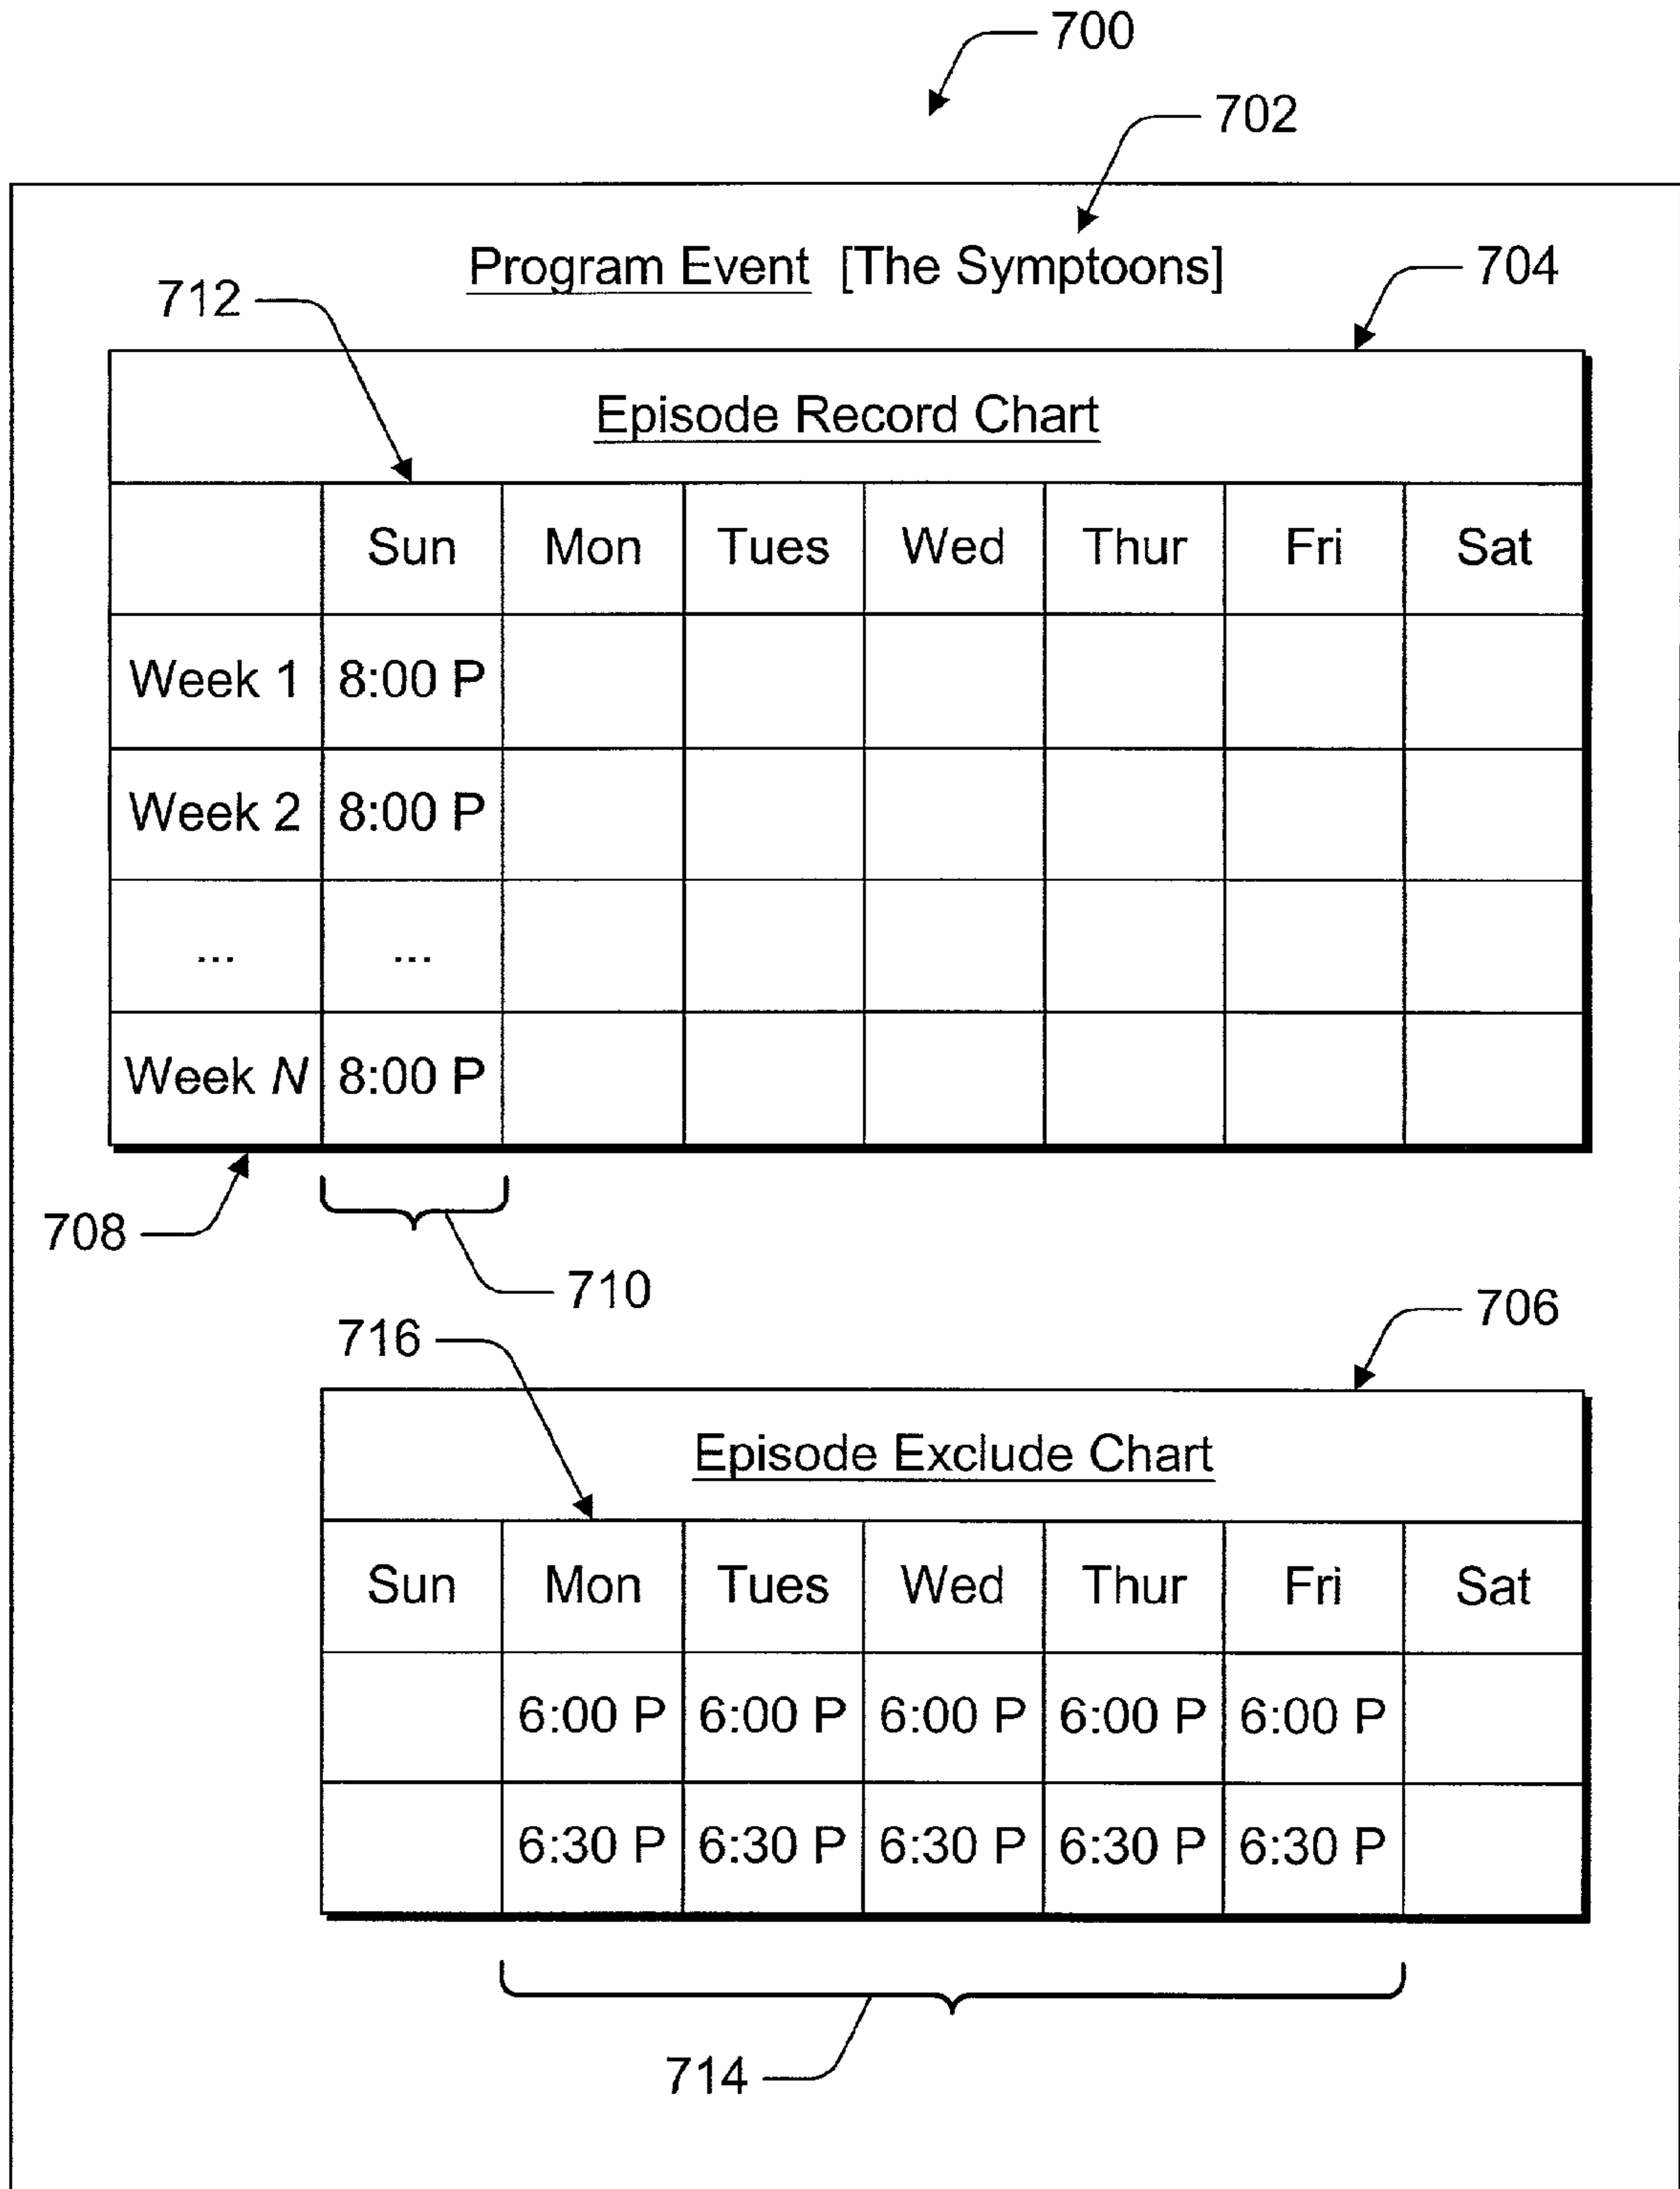 700
702
Program Event [The Symptoons]
704
712
Episode Record Chart
Sun Mon Tues Wed Thur Fri Sat
Week 1 8:00 P
Week 2 8:00 P
... ...
Week N 8:00 P
708
710
706
716
Episode Exclude Chart
Sun Mon Tues Wed Thur Fri Sat
6:00 P 6:00 P 6:00 P 6:00 P 6:00 P
6:30 P 6:30 P 6:30 P 6:30 P 6:30 P
714